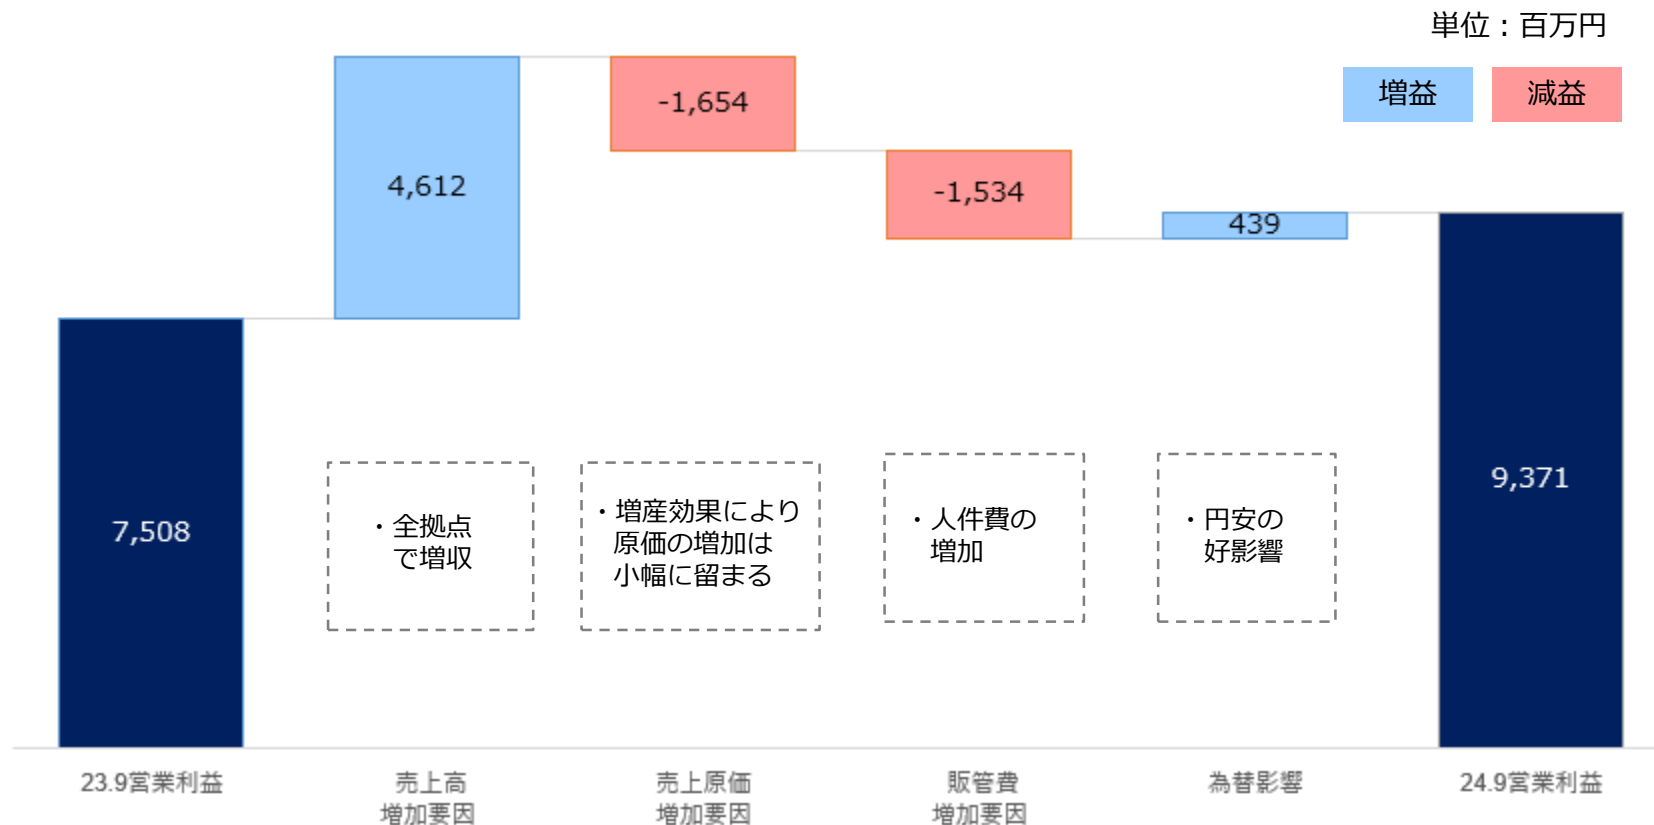 単位：百万円
増益
減益
7,508
4,612
-1,654
-1,534
439
9,371
・全拠点
で増収
・増産効果により
原価の増加は
小幅に留まる
・人件費の
増加
・円安の
好影響
23.9営業利益
売上高
増加要因
売上原価
増加要因
販管費
増加要因
為替影響
24.9営業利益